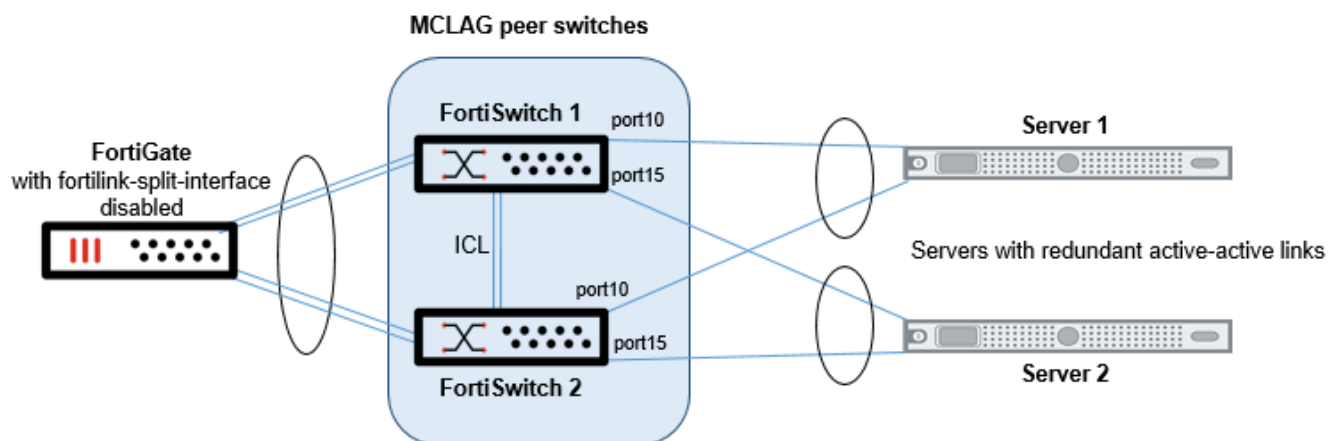 MCLAG peer switches
FortiSwitch 1
port10
port15
FortiGate
with fortilink-split-interface
disabled
ICL
port10
port15
FortiSwitch 2
Server 1
Servers with redundant active-active links
Server 2